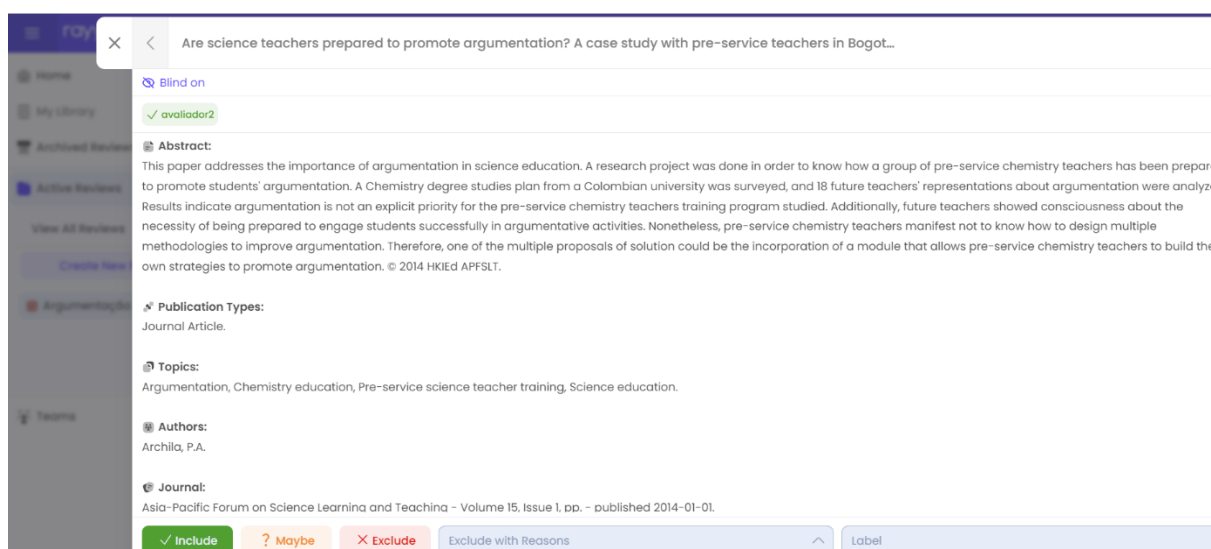 ray
Are science teachers prepared to promote argumentation? A case study with pre-service teachers in Bogot...
Home
Blind on
My Library
avaliador2
Archived Review
Abstract:
This paper addresses the importance of argumentation in science education. A research project was done in order to know how a group of pre-service chemistry teachers has been prepar
Active Reviews
to promote students' argumentation. A Chemistry degree studies plan from a Colombian university was surveyed, and 18 future teachers' representations about argumentation were analyz
Results indicate argumentation is not an explicit priority for the pre-service chemistry teachers training program studied. Additionally, future teachers showed consciousness about the
View All Reviews
necessity of being prepared to engage students successfully in argumentative activities. Nonetheless, pre-service chemistry teachers manifest not to know how to design multiple
methodologies to improve argumentation. Therefore, one of the multiple proposals of solution could be the incorporation of a module that allows pre-service chemistry teachers to build the
Create New
own strategies to promote argumentation. © 2014 HKIEd APFSLT.
Argumentação
Publication Types:
Journal Article.
Topics:
Argumentation, Chemistry education, Pre-service science teacher training, Science education.
Teams
Authors:
Archila, P.A.
Journal:
Asia-Pacific Forum on Science Learning and Teaching - Volume 15, Issue 1, pp. - published 2014-01-01.
Include
? Maybe
Exclude
Exclude with Reasons
Label